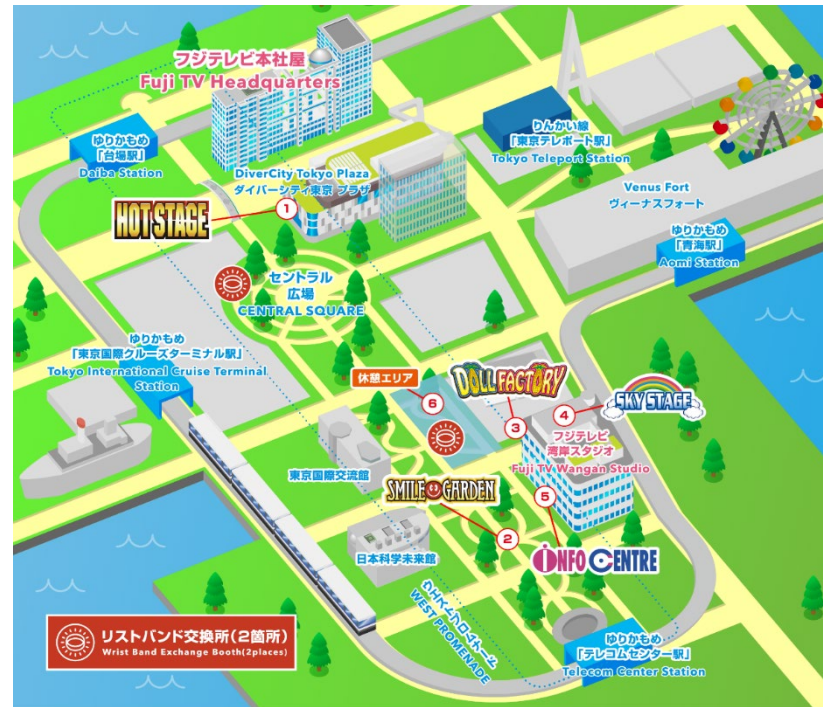 フジテレビ本社屋
Fuji TV Headquarters
ゆりかもめ
「台場駅」
Daiba Station
りんかい線
「東京テレポート駅」
Tokyo Teleport Station
DiverCity Tokyo Plaza
ダイバーシティ東京 プラザ
Venus Fort
ヴィーナスフォート
HOT STAGE
1
ゆりかもめ
「青海駅」
Aomi Station
セントラル
広場
CENTRAL SQUARE
ゆりかもめ
「東京国際クルーズターミナル駅」
Tokyo International Cruise Terminal
Station
休憩エリア
6
DOLL FACTORY
3
4
SKY STAGE
フジテレビ
湾岸スタジオ
Fuji TV Wangan Studio
東京国際交流館
SMILE GARDEN
2
5
INFO CENTRE
日本科学未来館
ウエストプロムナード
WEST PROMENADE
リストバンド交換所(2箇所)
Wrist Band Exchange Booth(2places)
ゆりかもめ
「テレコムセンター駅」
Telecom Center Station